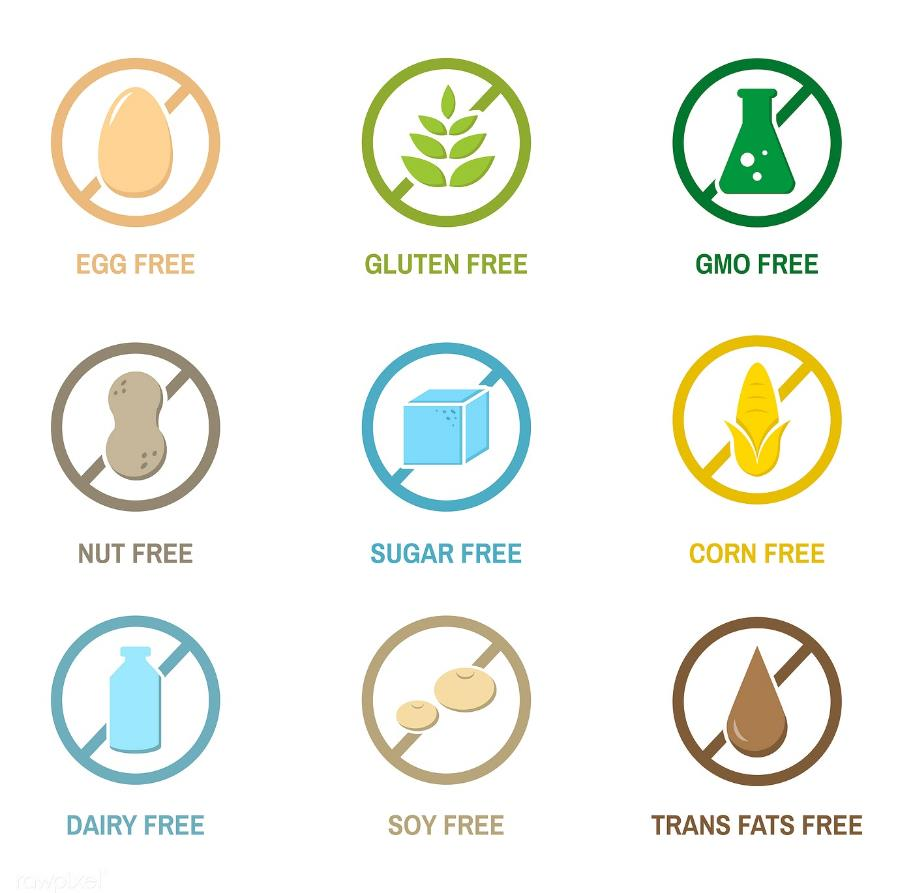 EGG FREE
GLUTEN FREE
GMO FREE
NUT FREE
SUGAR FREE
CORN FREE
DAIRY FREE
SOY FREE
TRANS FATS FREE
rawpixel